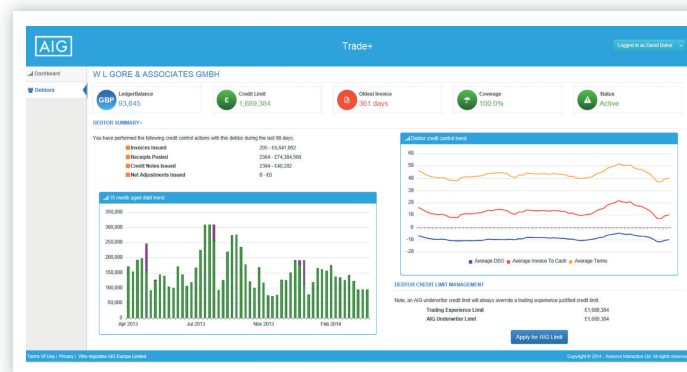 AIG
Trade+
Logged in as David Baker
Dashboard
Debtors
W L GORE & ASSOCIATES GMBH
GBP
LedgerBalance
93,645
£
Credit Limit
1,689,384
Oldest Invoice
361 days
Coverage
100.0%
Status
Active
DEBTOR SUMMARY
You have performed the following credit control actions with this debtor during the last 90 days;
Invoices Issued
205 - £6,641,092
Receipts Posted
2364 - £74,384,560
Credit Notes Issued
2364 - £40,202
Net Adjustments Issued
0 - £0
15 month aged debt trend
350,000
300,000
250,000
200,000
150,000
100,000
50,000
0
Apr 2013 Jul 2013 Nov 2013 Feb 2014
Debtor credit control trend
60
50
40
30
20
10
0
-10
-20
Average DSO Average Invoice To Cash Average Terms
DEBTOR CREDIT LIMIT MANAGEMENT
Note, an AIG underwriter credit limit will always override a trading experience justified credit limit.
Trading Experience Limit £1,689,384
AIG Underwriter Limit £1,689,384
Apply for AIG Limit
Terms Of Use | Privacy | Who regulates AIG Europe Limited
Copyright © 2014 - Aronova Interactive Ltd. All rights reserved